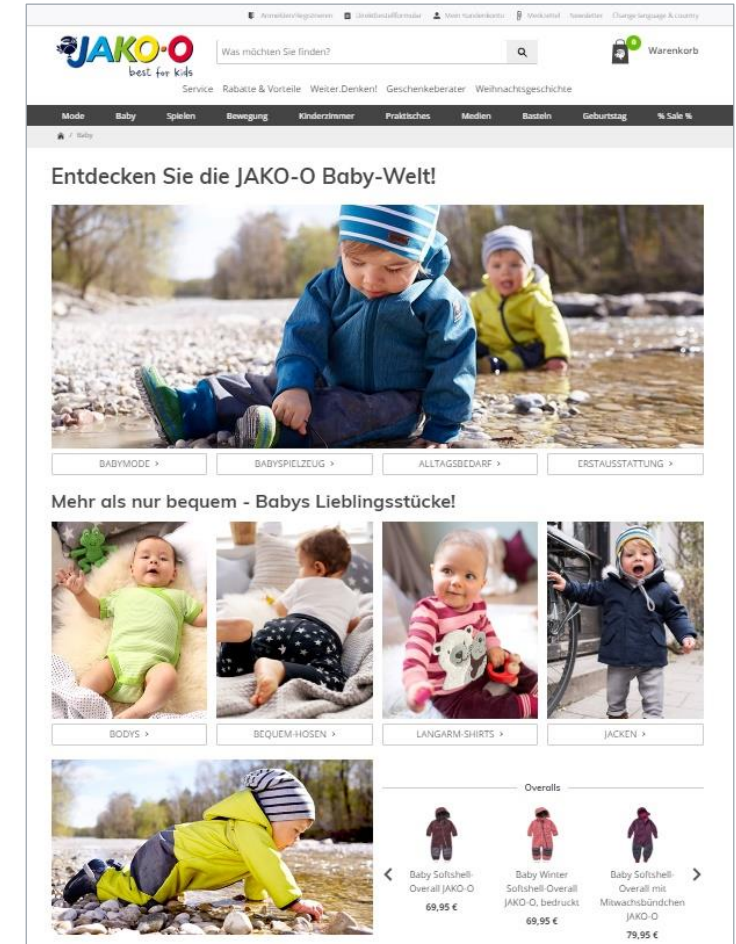 Anmelden/Registrieren Direktbestellformular Mein Kundenkonto Merkzettel Newsletter Change language & country
JAKO-O
best for kids
Was möchten Sie finden?
0
Warenkorb
Service Rabatte & Vorteile Weiter.Denken! Geschenkeberater Weihnachtsgeschichte
Mode Baby Spielen Bewegung Kinderzimmer Praktisches Medien Basteln Geburtstag % Sale %
/ Baby
Entdecken Sie die JAKO-O Baby-Welt!
BABYMODE > BABYSPIELZEUG > ALLTAGSBEDARF > ERSTAUSSTATTUNG >
Mehr als nur bequem - Babys Lieblingsstücke!
BODYS > BEQUEM-HOSEN > LANGARM-SHIRTS > JACKEN >
Overalls
Baby Softshell-
Overall JAKO-O
69,95 €
Baby Winter
Softshell-Overall
JAKO-O, bedruckt
69,95 €
Baby Softshell-
Overall mit
Mitwachsbündchen
JAKO-O
79,95 €